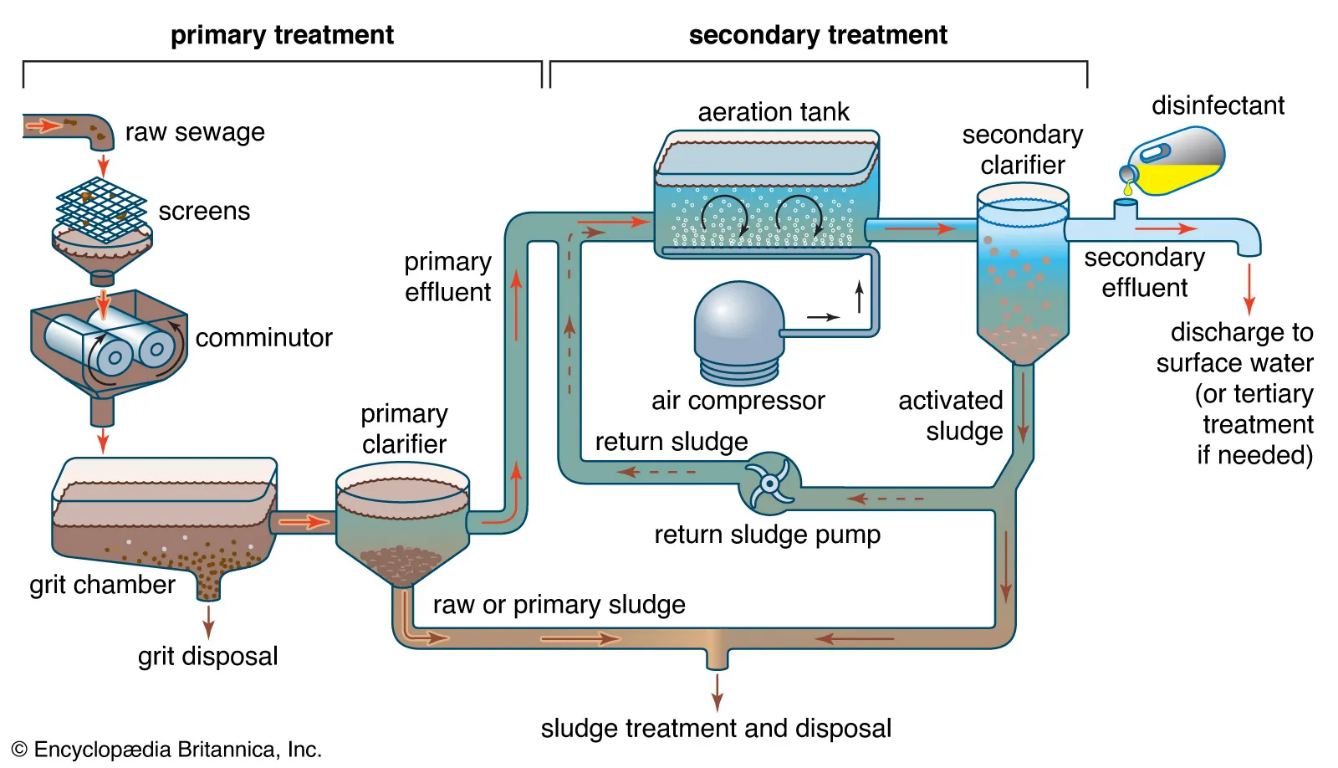 primary treatment
secondary treatment
raw sewage
screens
comminutor
grit chamber
grit disposal
primary
clarifier
raw or primary sludge
primary
effluent
aeration tank
air compressor
return sludge
return sludge pump
secondary
clarifier
activated
sludge
disinfectant
secondary
effluent
discharge to
surface water
(or tertiary
treatment
if needed)
sludge treatment and disposal
© Encyclopædia Britannica, Inc.